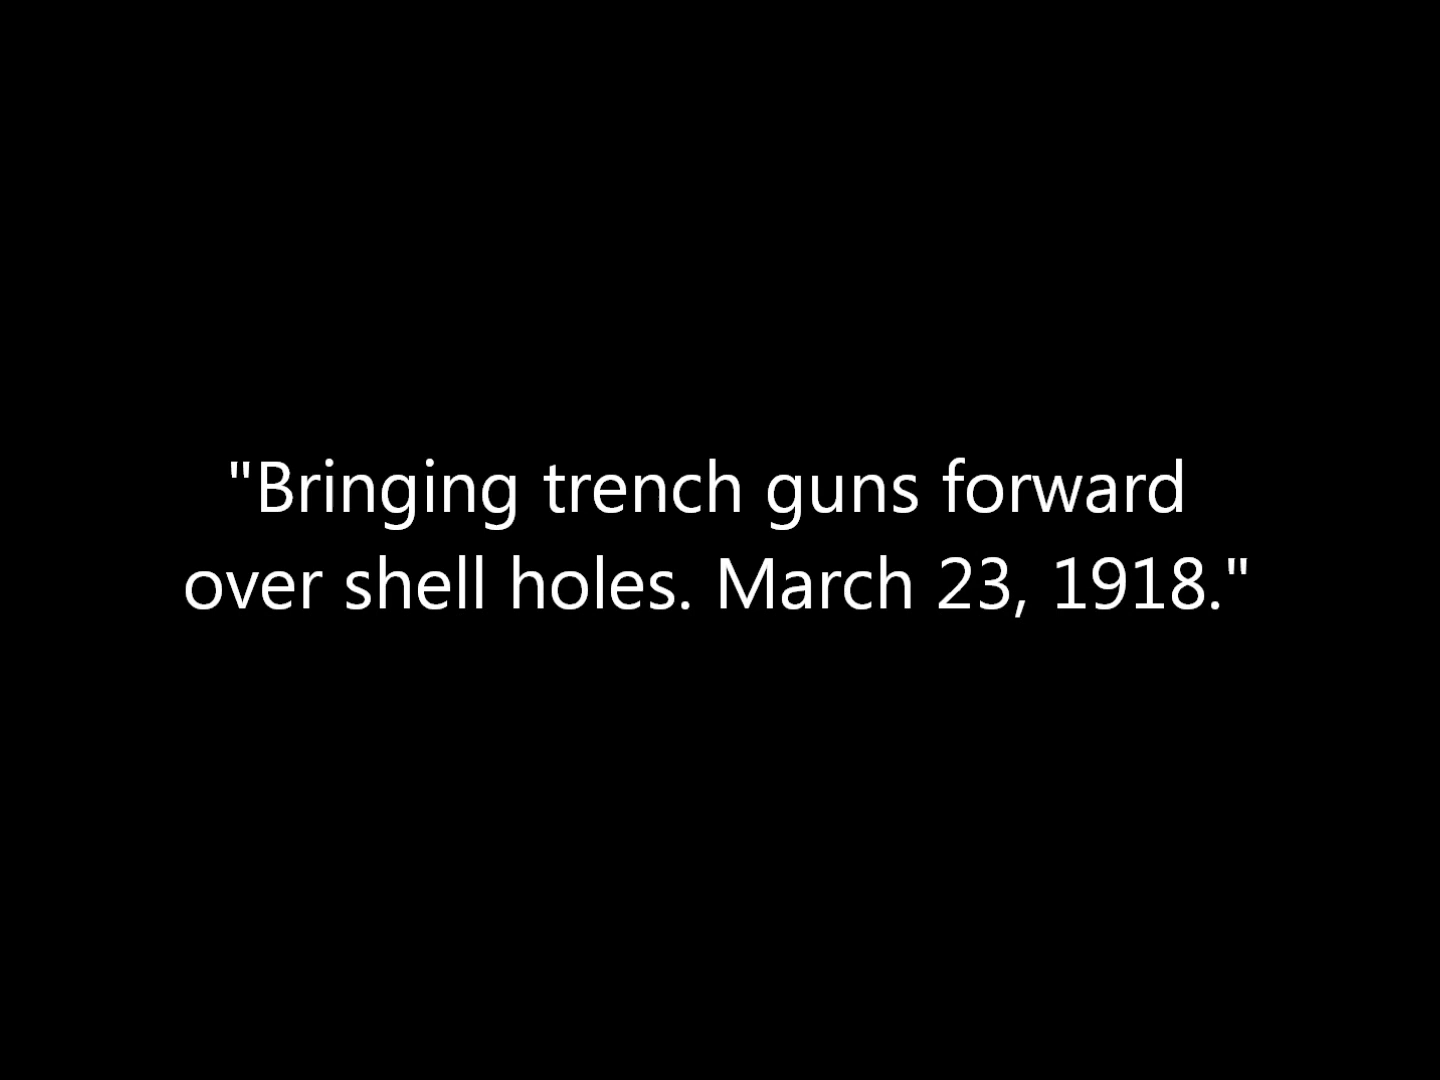 "Bringing trench guns forward
over shell holes. March 23, 1918."